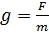 g = F/m